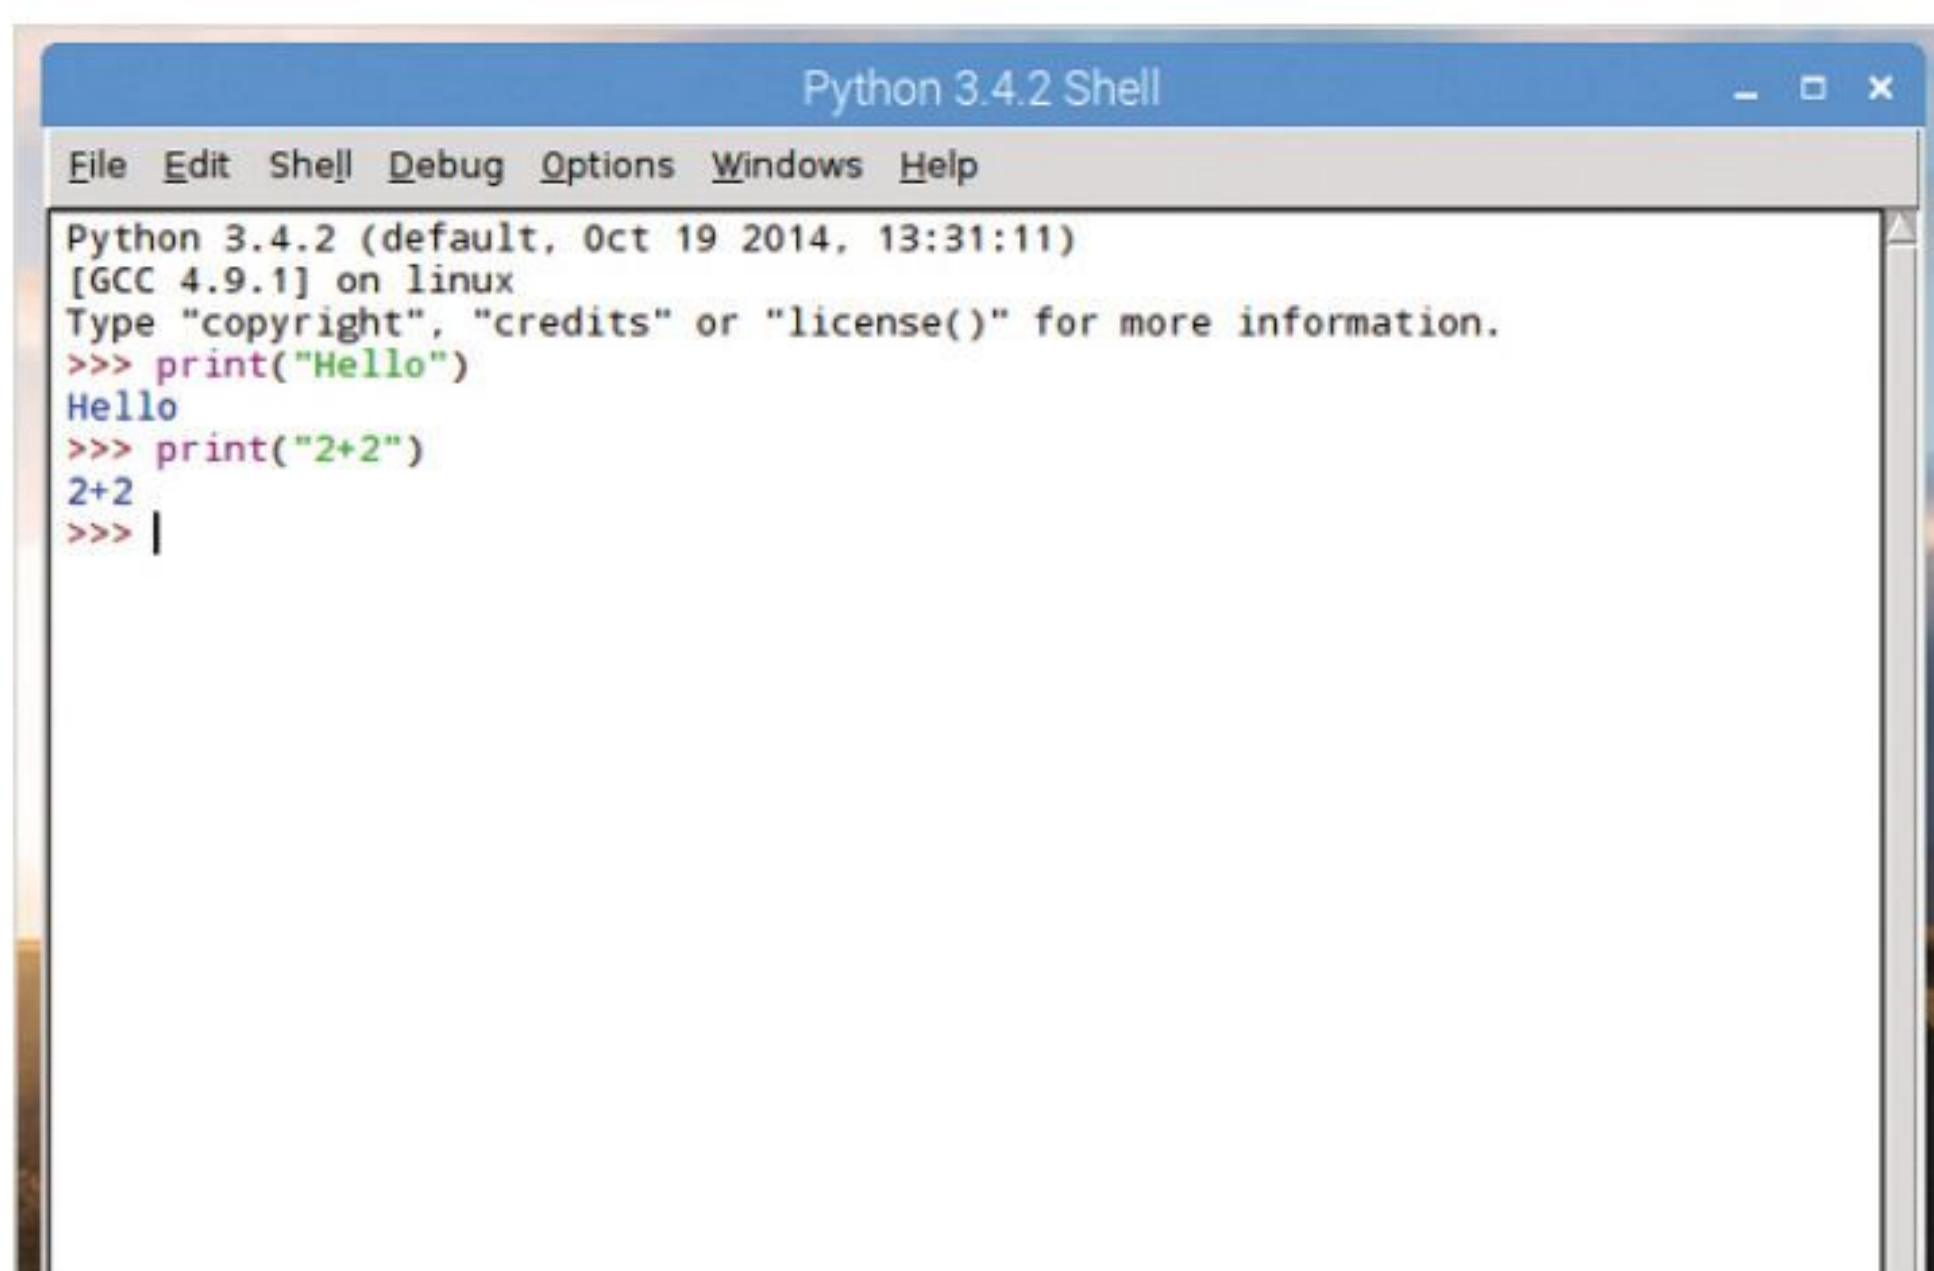 Python 3.4.2 Shell
File Edit Shell Debug Options Windows Help
Python 3.4.2 (default, Oct 19 2014, 13:31:11)
[GCC 4.9.1] on linux
Type "copyright", "credits" or "license()" for more information.
>>> print("Hello")
Hello
>>> print("2+2")
2+2
>>>